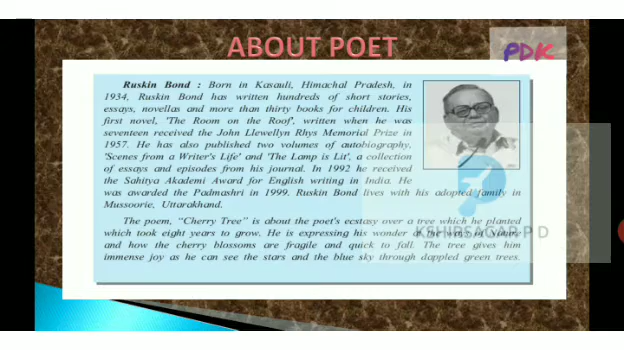 ABOUT POET
PDK
Ruskin Bond : Born in Kasauli, Himachal Pradesh, in
1934, Ruskin Bond has written hundreds of short stories,
essays, novellas and more than thirty books for children. His
first novel, 'The Room on the Roof', written when he was
seventeen received the John Llewellyn Rhys Memorial Prize in
1957. He has also published two volumes of autobiography,
'Scenes from a Writer's Life' and 'The Lamp is Lit', a collection
of essays and episodes from his journal. In 1992 he received
the Sahitya Akademi Award for English writing in India. He
was awarded the Padmashri in 1999. Ruskin Bond lives with his adopted family in
Mussoorie, Uttarakhand.
The poem, "Cherry Tree" is about the poet's ecstasy over a tree which he planted
which took eight years to grow. He is expressing his wonder at the ways of Nature
and how the cherry blossoms are fragile and quick to fall. The tree gives him
immense joy as he can see the stars and the blue sky through dappled green trees.
KSHIRSAGAR P D